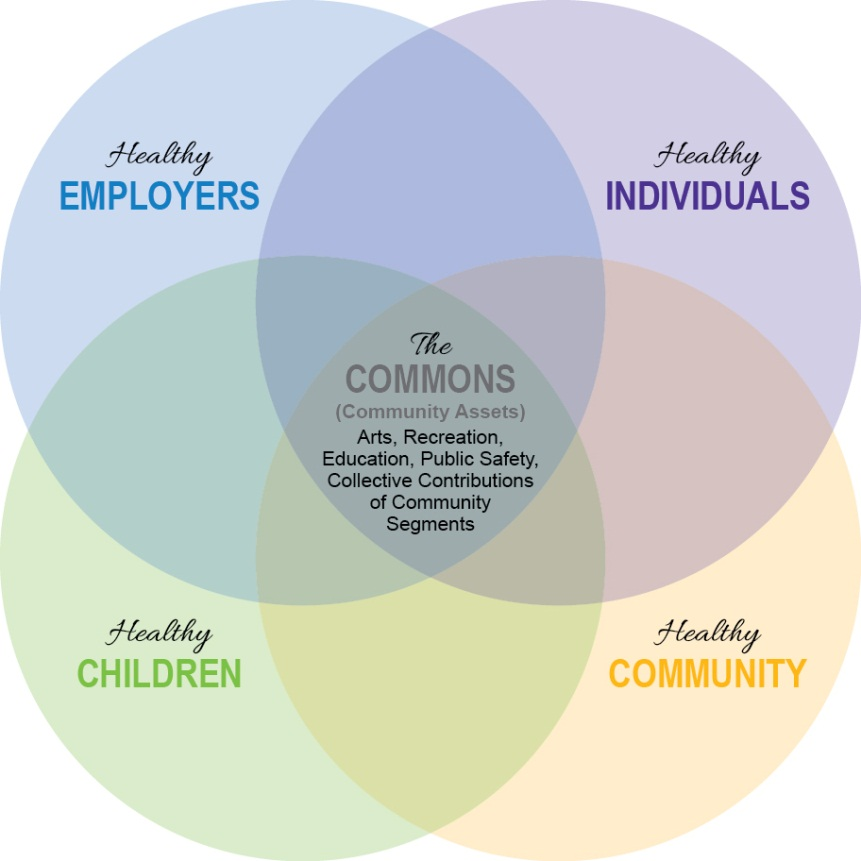 Healthy
EMPLOYERS
Healthy
INDIVIDUALS
The
COMMONS
(Community Assets)
Arts, Recreation,
Education, Public Safety,
Collective Contributions
of Community
Segments
Healthy
CHILDREN
Healthy
COMMUNITY